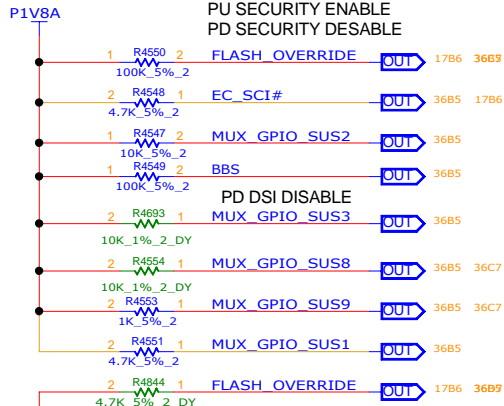 PU SECURITY ENABLE
P1V8A
PD SECURITY DESABLE
1 R4550 2 FLASH_OVERRIDE OUT 17B6
100K_5%_2
2 R4548 1 EC_SCI# OUT 36B5 17B6
4.7K_5%_2
1 R4547 2 MUX_GPIO_SUS2 OUT 36B5
10K_5%_2
1 R4549 2 BBS OUT 36B5
100K_5%_2
PD DSI DISABLE
2 R4693 1 MUX_GPIO_SUS3 OUT 36B5
10K_1%_2_DY
2 R4554 1 MUX_GPIO_SUS8 OUT 36B5 36C7
10K_1%_2_DY
2 R4553 1 MUX_GPIO_SUS9 OUT 36B5 36C7
1K_5%_2
2 R4551 1 MUX_GPIO_SUS1 OUT 36B5
4.7K_5%_2
2 R4844 1 FLASH_OVERRIDE OUT 17B6
4.7K_5%_2_DY